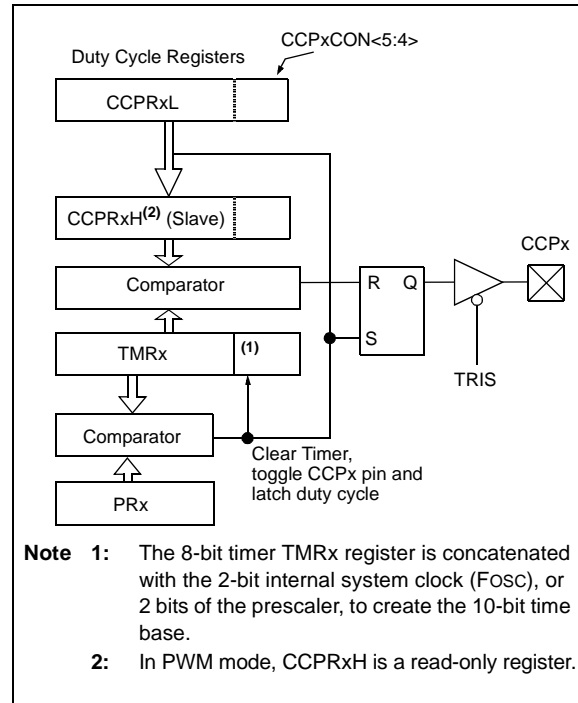 CCPxCON<5:4>
Duty Cycle Registers
CCPRxL
CCPRxH(2) (Slave)
CCPx
Comparator
R Q
TMRx (1)
S
TRIS
Comparator
Clear Timer,
toggle CCPx pin and
latch duty cycle
PRx
Note 1: The 8-bit timer TMRx register is concatenated
with the 2-bit internal system clock (FOSC), or
2 bits of the prescaler, to create the 10-bit time
base.
2: In PWM mode, CCPRxH is a read-only register.